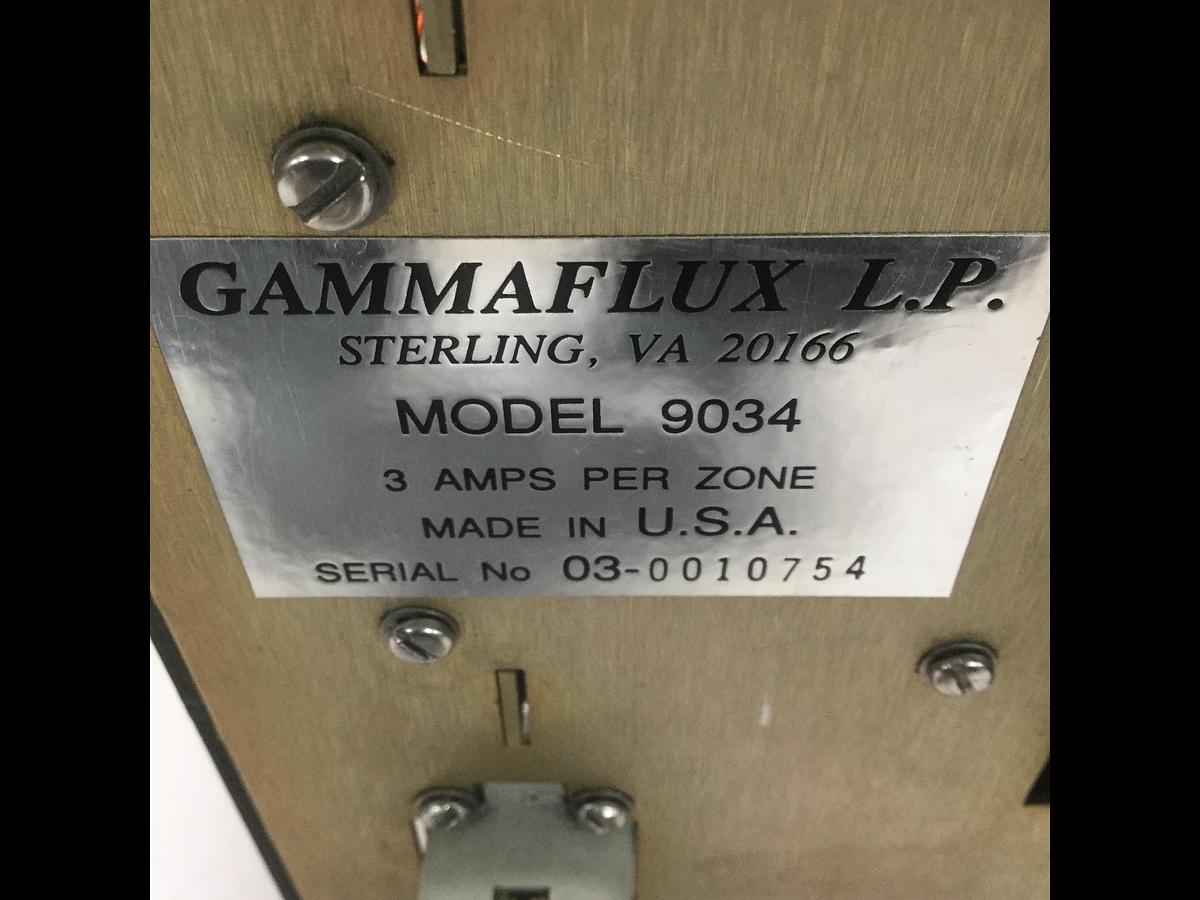 GAMMAFLUX L.P.
STERLING, VA 20166
MODEL 9034
3 AMPS PER ZONE
MADE IN U.S.A.
SERIAL No 03-0010754